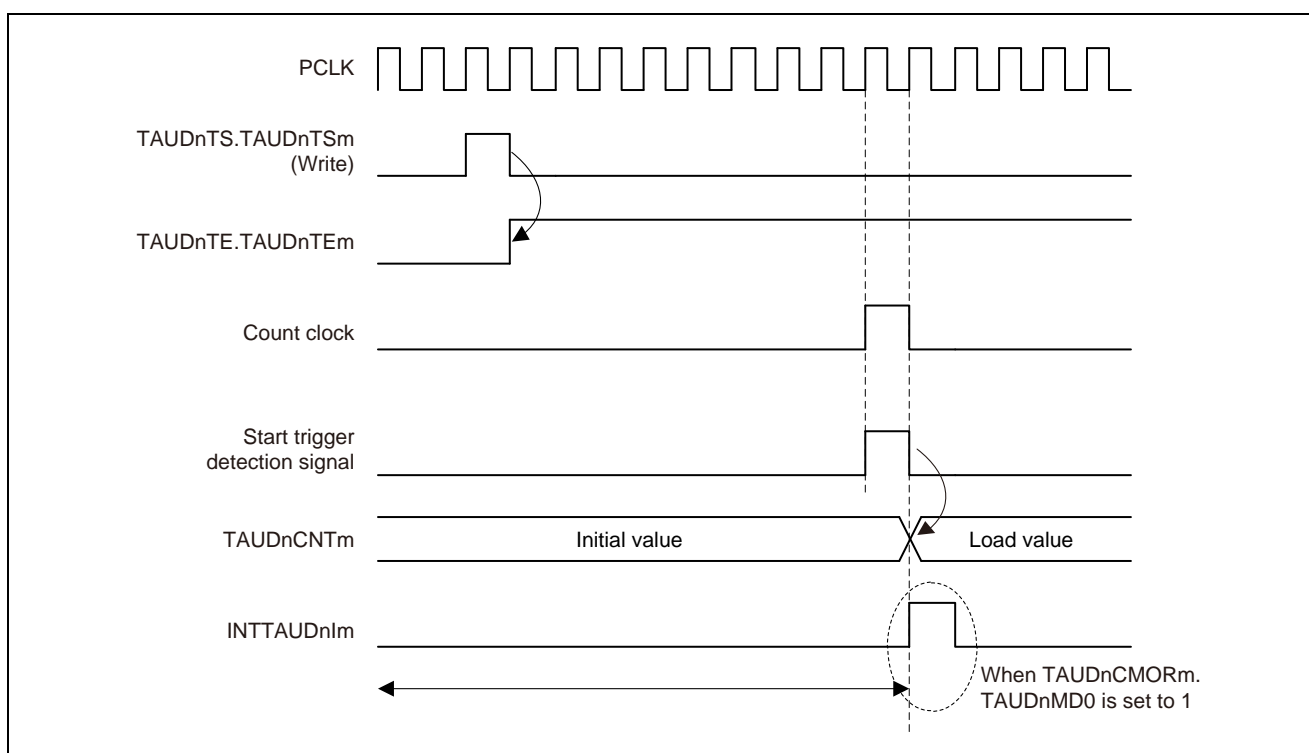 PCLK
TAUDnTS.TAUDnTSm
(Write)
TAUDnTE.TAUDnTEm
Count clock
Start trigger
detection signal
TAUDnCNTm
Initial value
Load value
INTTAUDnIm
When TAUDnCMORm.
TAUDnMD0 is set to 1